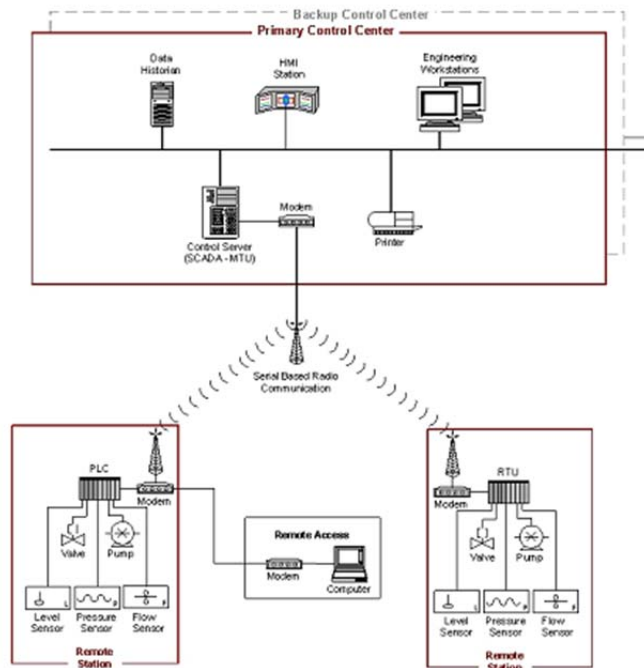 Backup Control Center
Primary Control Center
Data
Historian
HMI
Station
Engineering
Workstations
Modem
Control Server
(SCADA - MTU)
Printer
Serial Based Radio
Communication
PLC
Modem
Valve
Pump
Level
Sensor
Pressure
Sensor
Flow
Sensor
Remote
Station
Remote Access
Modem
Computer
RTU
Modem
Valve
Pump
Level
Sensor
Pressure
Sensor
Flow
Sensor
Remote
Station